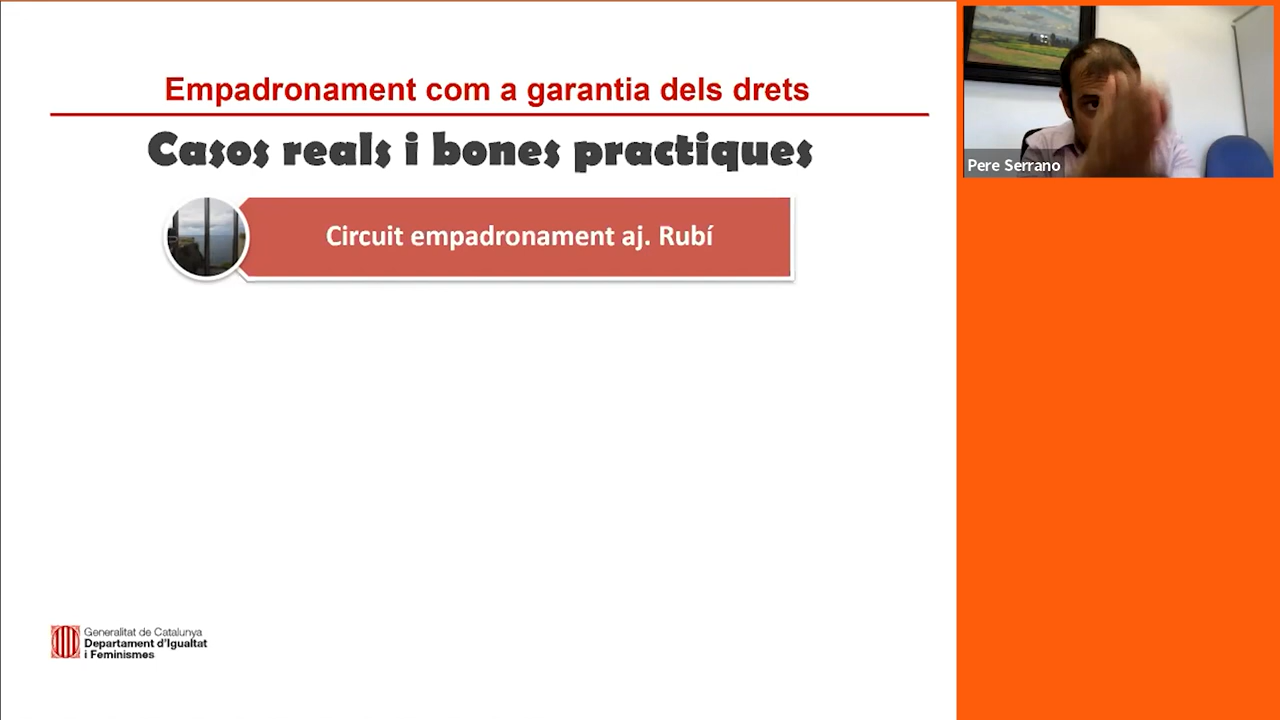 Empadronament com a garantia dels drets
Casos reals i bones practiques
Circuit empadronament aj. Rubí
Pere Serrano
Generalitat de Catalunya
Departament d'Igualtat
i Feminismes